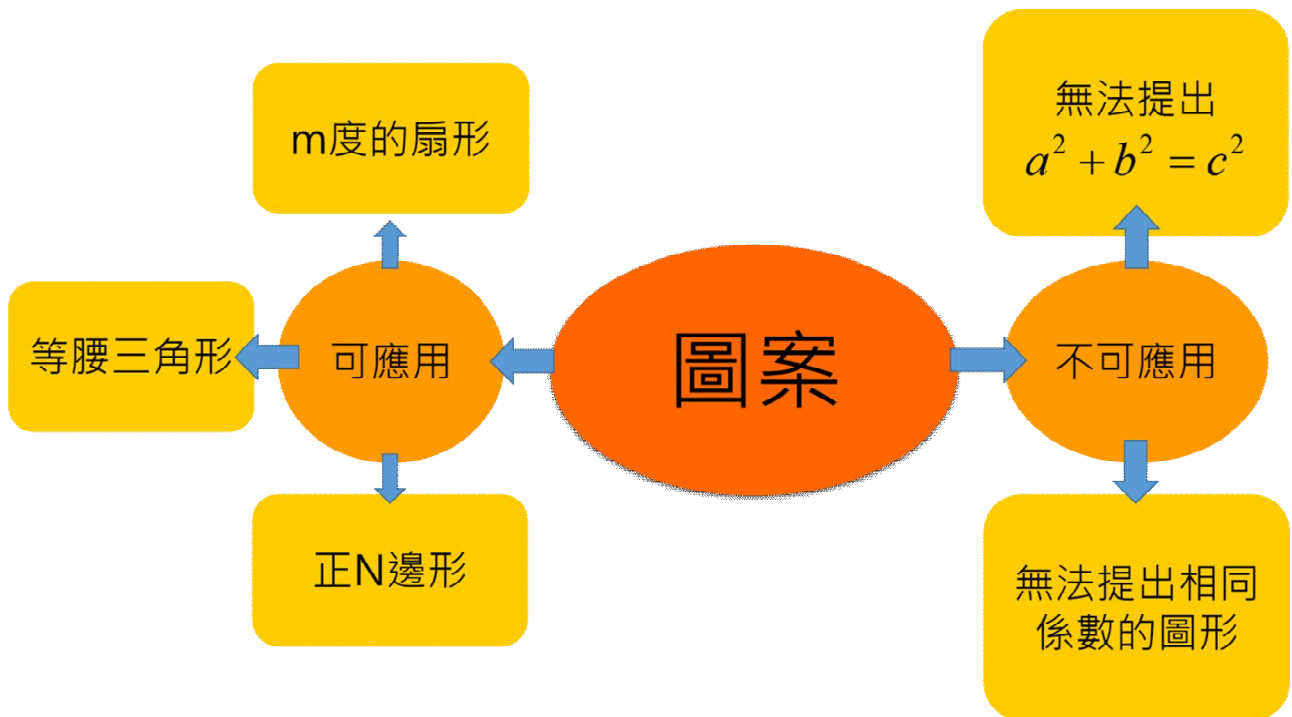 無法提出
a² + b² = c²
m度的扇形
等腰三角形
可應用
圖案
不可應用
正N邊形
無法提出相同
係數的圖形